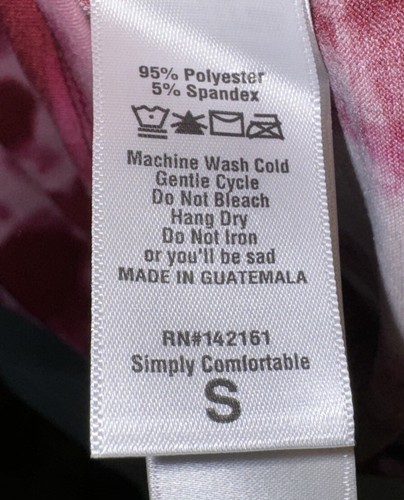 95% Polyester
5% Spandex
Machine Wash Cold
Gentle Cycle
Do Not Bleach
Hang Dry
Do Not Iron
or you'll be sad
MADE IN GUATEMALA
RN#142161
Simply Comfortable
S